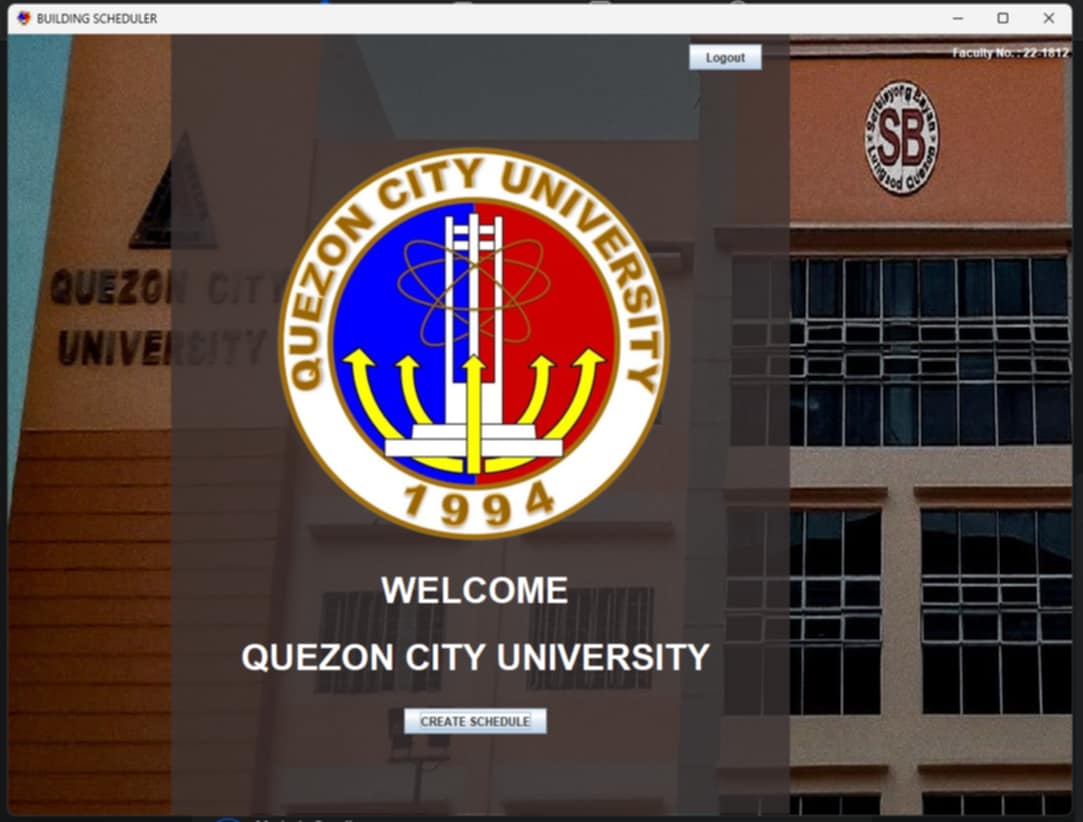 BUILDING SCHEDULER
Logout
Faculty No. : 22-1812
Serbisyong Bayan
SB
Lungsod Quezon
QUEZON CITY
UNIVERSITY
QUEZON CITY UNIVERSITY
1994
WELCOME
QUEZON CITY UNIVERSITY
CREATE SCHEDULE